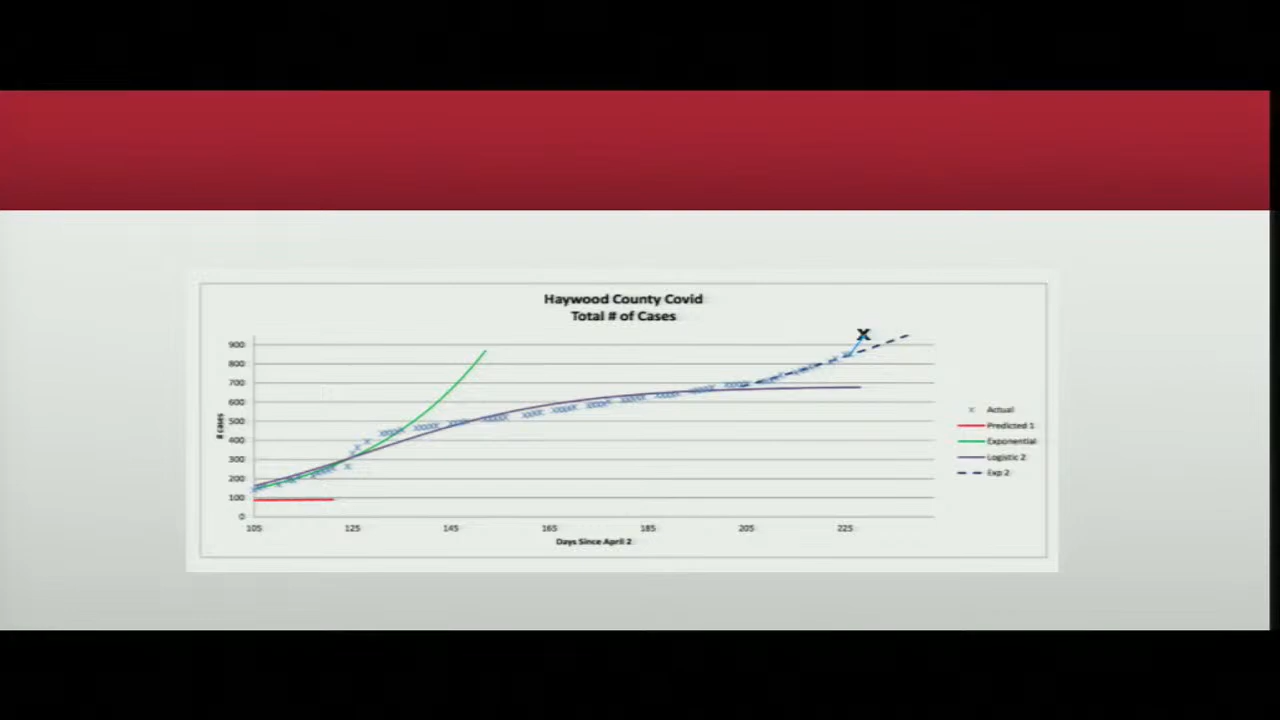 Haywood County Covid
Total # of Cases
X
900
800
700
600
500
400
300
200
100
0
# cases
105 125 145 165 185 205 225
Days Since April 2
Actual
Predicted 1
Exponential
Logistic 2
Exp 2